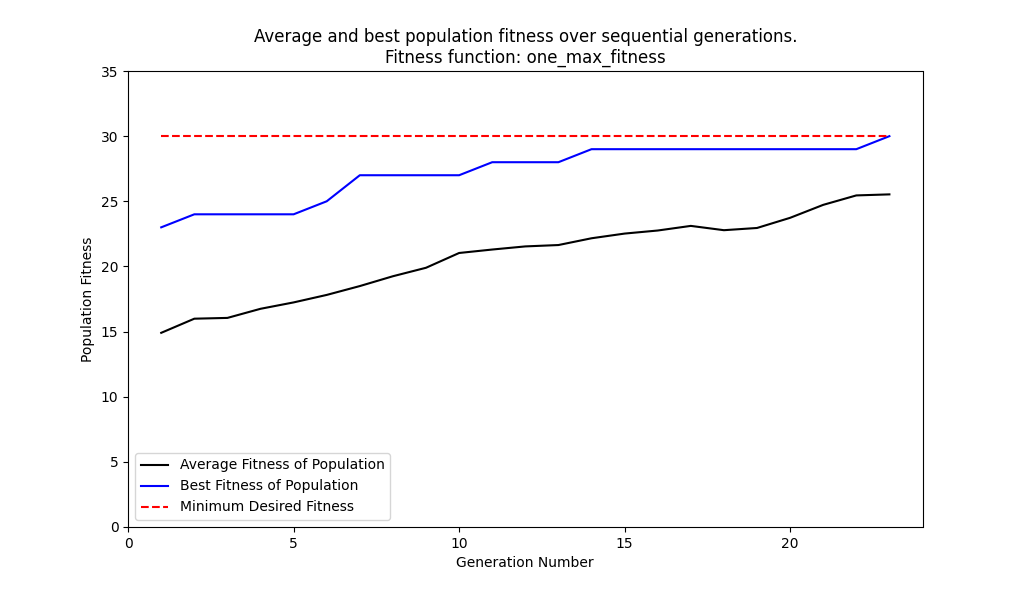 Average and best population fitness over sequential generations.
Fitness function: one_max_fitness
35
30
25
20
15
10
5
0
Population Fitness
Average Fitness of Population
Best Fitness of Population
Minimum Desired Fitness
0 5 10 15 20
Generation Number